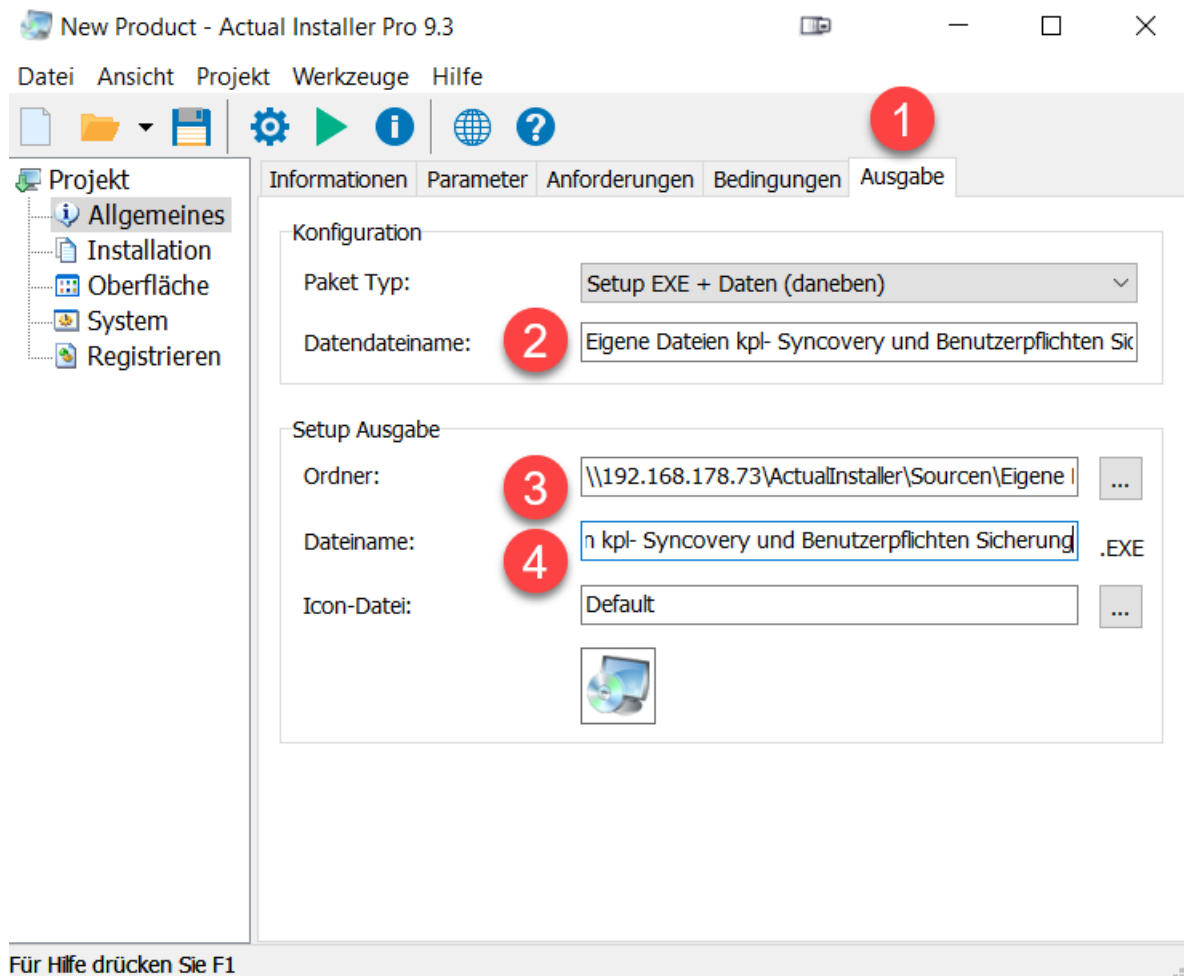 New Product - Actual Installer Pro 9.3
Datei Ansicht Projekt Werkzeuge Hilfe
1
Projekt
Allgemeines
Installation
Oberfläche
System
Registrieren
Informationen Parameter Anforderungen Bedingungen Ausgabe
Konfiguration
Paket Typ: Setup EXE + Daten (daneben)
Datendateiname: 2 Eigene Dateien kpl- Syncovery und Benutzerpflichten Sic
Setup Ausgabe
Ordner: 3 \\192.168.178.73\ActualInstaller\Sourcen\Eigene ...
Dateiname: 4 n kpl- Syncovery und Benutzerpflichten Sicherung .EXE
Icon-Datei: Default ...
Für Hilfe drücken Sie F1